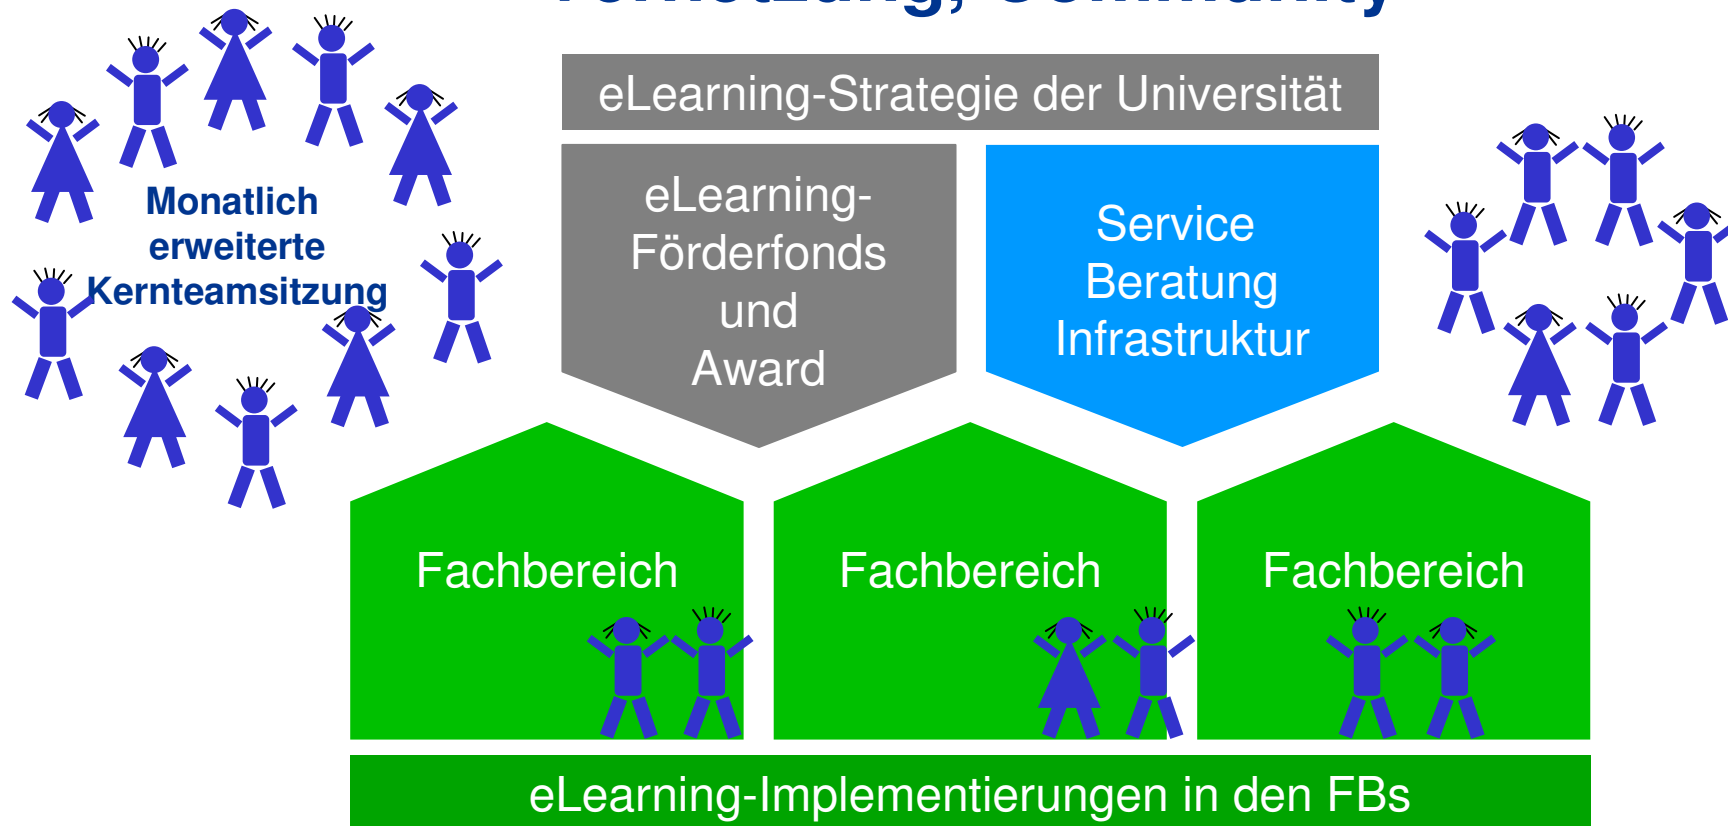 Community
eLearning-Strategie der Universität
Monatlich
erweiterte
Kernteamsitzung
eLearning-
Förderfonds
und
Award
Service
Beratung
Infrastruktur
Fachbereich
Fachbereich
Fachbereich
eLearning-Implementierungen in den FBs